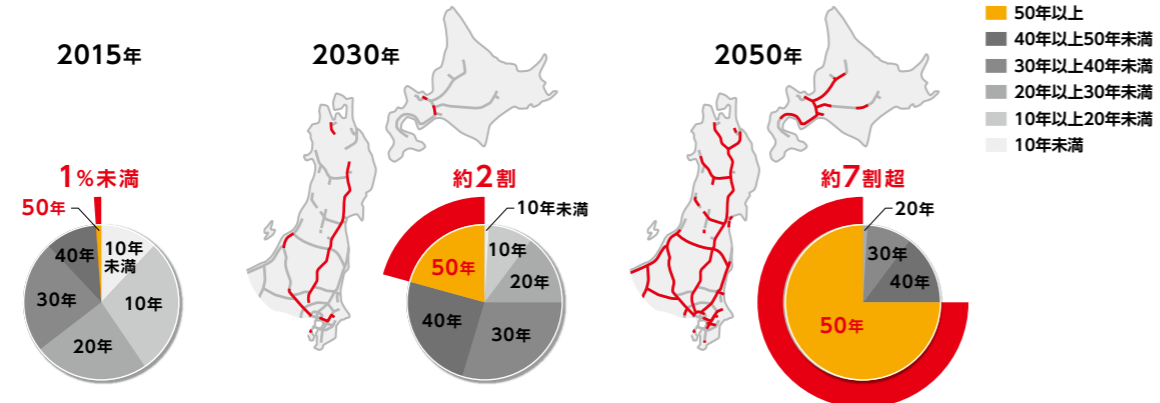 2015年
1%未満
50年
10年
未満
40年
10年
30年
20年
2030年
約2割
10年未満
50年
10年
20年
40年
30年
2050年
約7割超
20年
30年
40年
50年
50年以上
40年以上50年未満
30年以上40年未満
20年以上30年未満
10年以上20年未満
10年未満